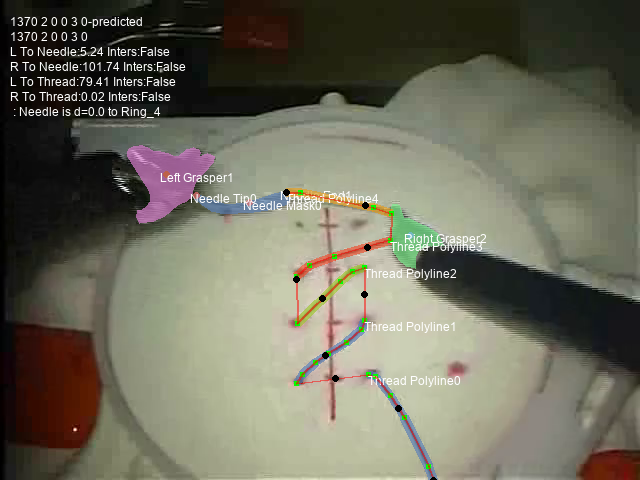 1370 2 0 0 3 0-predicted
1370 2 0 0 3 0
L To Needle:5.24 Inters:False
R To Needle:101.74 Inters:False
L To Thread:79.41 Inters:False
R To Thread:0.02 Inters:False
: Needle is d=0.0 to Ring_4
Left Grasper1
Needle Tip0
Thread Polyline4
Needle Mask0
Right Grasper2
Thread Polyline3
Thread Polyline2
Thread Polyline1
Thread Polyline0